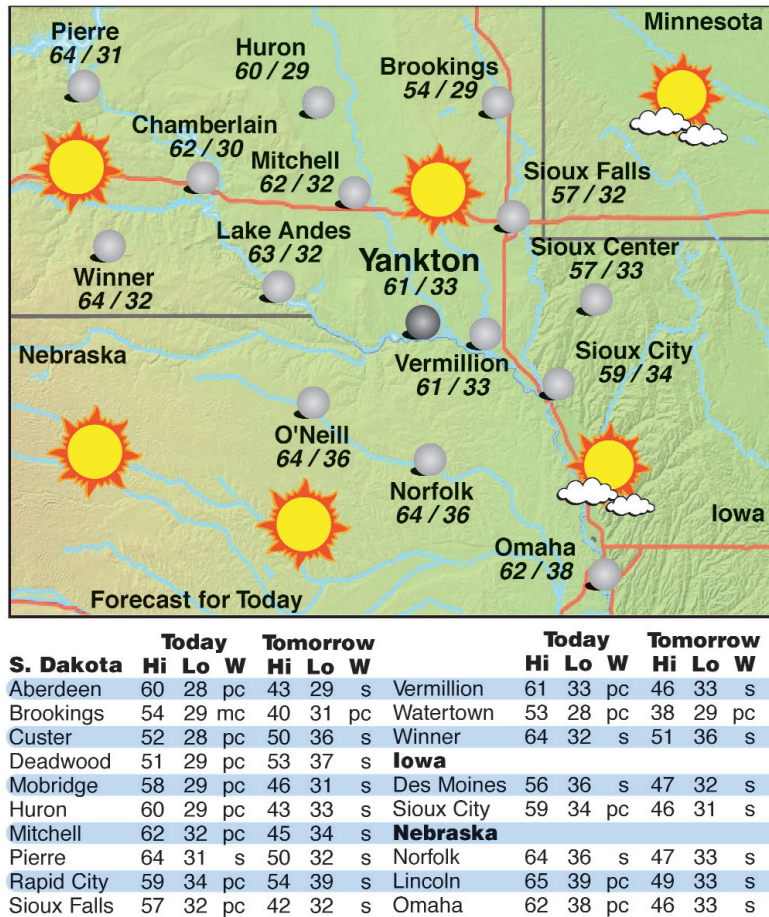 Pierre
64 / 31
Huron
60 / 29
Brookings
54 / 29
Minnesota
Chamberlain
62 / 30
Mitchell
62 / 32
Sioux Falls
57 / 32
Lake Andes
63 / 32
Winner
64 / 32
Yankton
61 / 33
Sioux Center
57 / 33
Nebraska
Vermillion
61 / 33
Sioux City
59 / 34
O'Neill
64 / 36
Norfolk
64 / 36
Iowa
Omaha
62 / 38
Forecast for Today
Today Tomorrow Today Tomorrow
S. Dakota Hi Lo W Hi Lo W Hi Lo W Hi Lo W
Aberdeen 60 28 pc 43 29 s Vermillion 61 33 pc 46 33 s
Brookings 54 29 mc 40 31 pc Watertown 53 28 pc 38 29 pc
Custer 52 28 pc 50 36 s Winner 64 32 s 51 36 s
Deadwood 51 29 pc 53 37 s Iowa
Mobridge 58 29 pc 46 31 s Des Moines 56 36 s 47 32 s
Huron 60 29 pc 43 33 s Sioux City 59 34 pc 46 31 s
Mitchell 62 32 pc 45 34 s Nebraska
Pierre 64 31 s 50 32 s Norfolk 64 36 s 47 33 s
Rapid City 59 34 pc 54 39 s Lincoln 65 39 pc 49 33 s
Sioux Falls 57 32 pc 42 32 s Omaha 62 38 pc 46 33 s